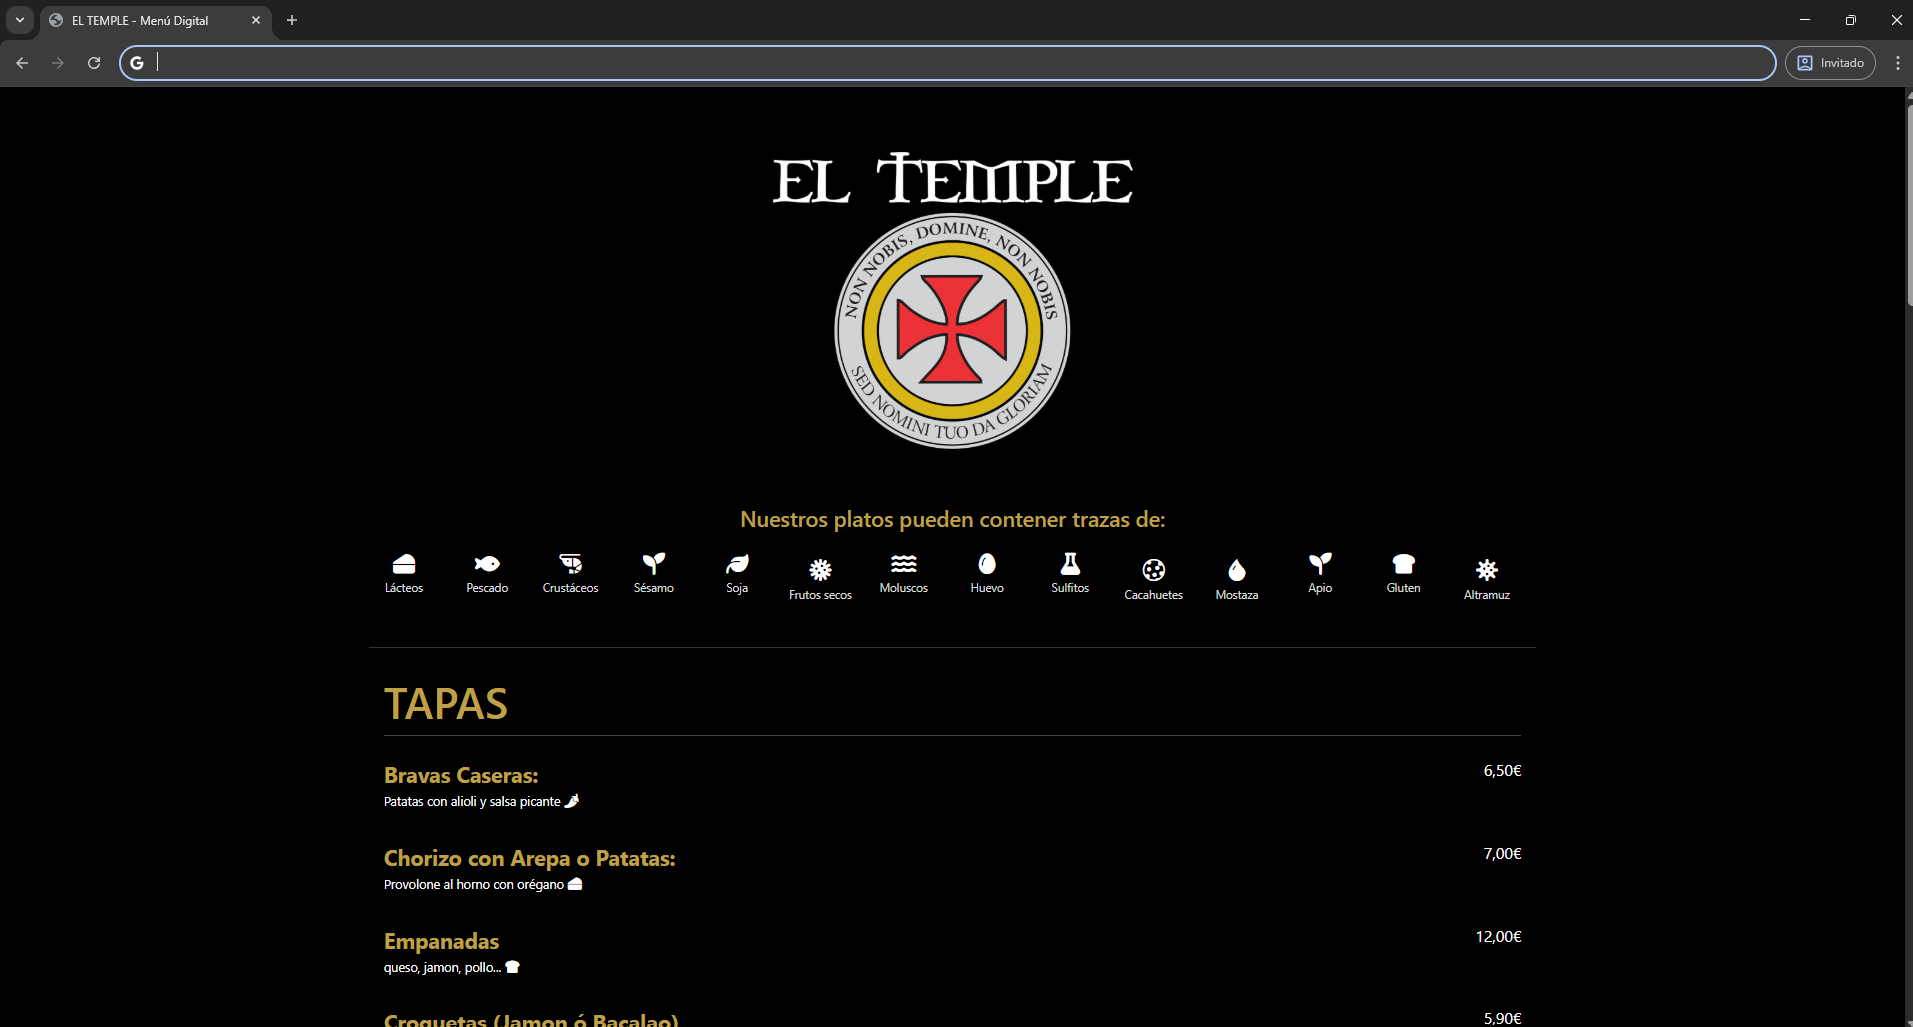 EL TEMPLE - Menú Digital
Invitado
EL TEMPLE
NON NOBIS, DOMINE, NON NOBIS
SED NOMINI TUO DA GLORIAM
Nuestros platos pueden contener trazas de:
Lácteos Pescado Crustáceos Sésamo Soja Frutos secos Moluscos Huevo Sulfitos Cacahuetes Mostaza Apio Gluten Altramuz
TAPAS
Bravas Caseras: 6,50€
Patatas con alioli y salsa picante
Chorizo con Arepa o Patatas: 7,00€
Provolone al horno con orégano
Empanadas 12,00€
queso, jamon, pollo...
Croquetas (Jamon ó Bacalao) 5,90€